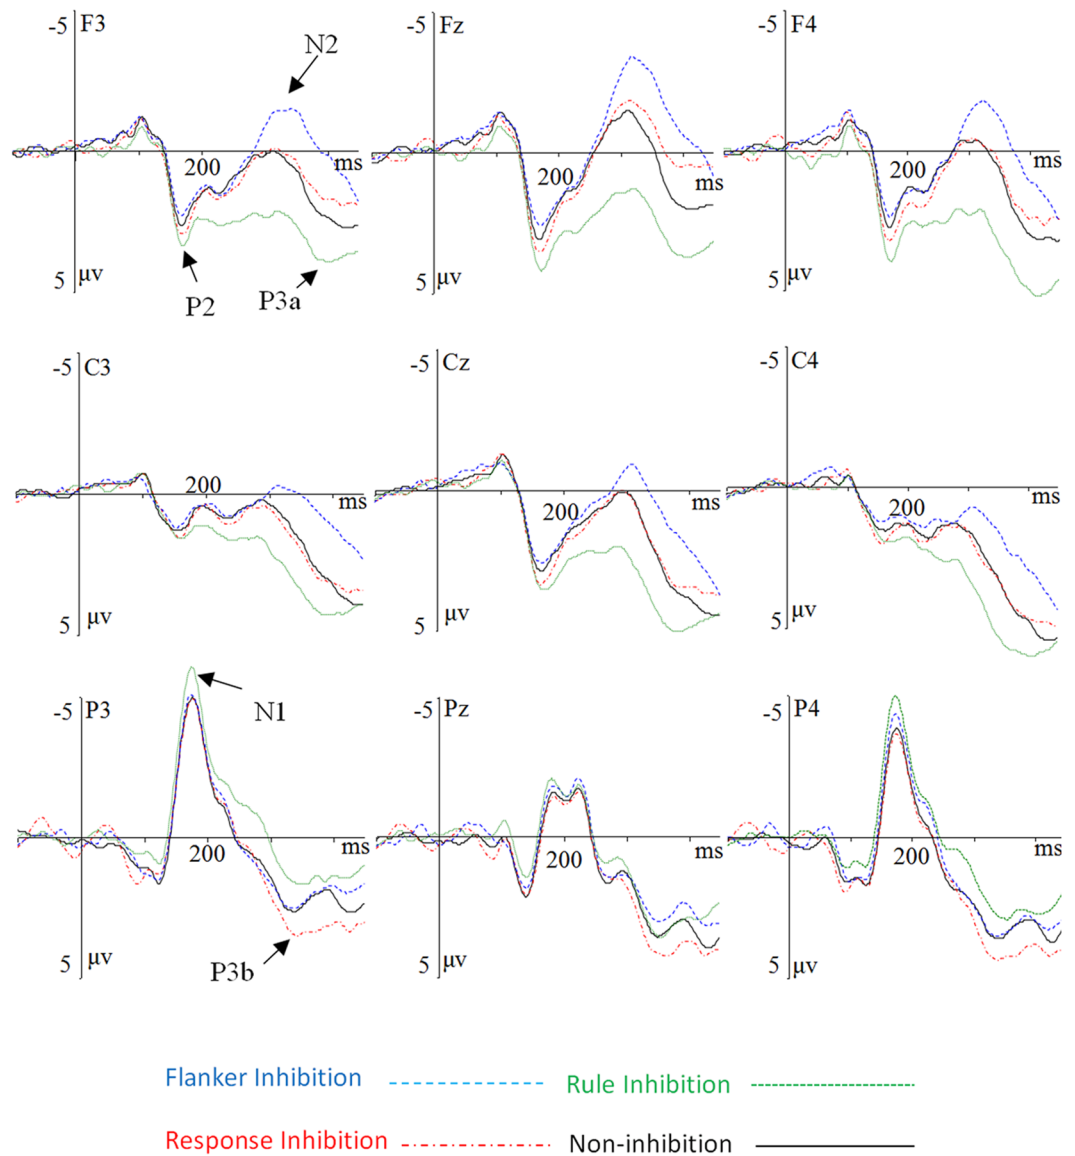 -5 F3
N2
200
ms
5 μv
P2
P3a
-5 Fz
200
ms
5 μv
-5 F4
200
ms
5 μv
-5 C3
200
ms
5 μv
-5 Cz
200
ms
5 μv
-5 C4
200
ms
5 μv
-5 P3
N1
200
ms
5 μv
P3b
-5 Pz
200
ms
5 μv
-5 P4
200
ms
5 μv
Flanker Inhibition
Rule Inhibition
Response Inhibition
Non-inhibition